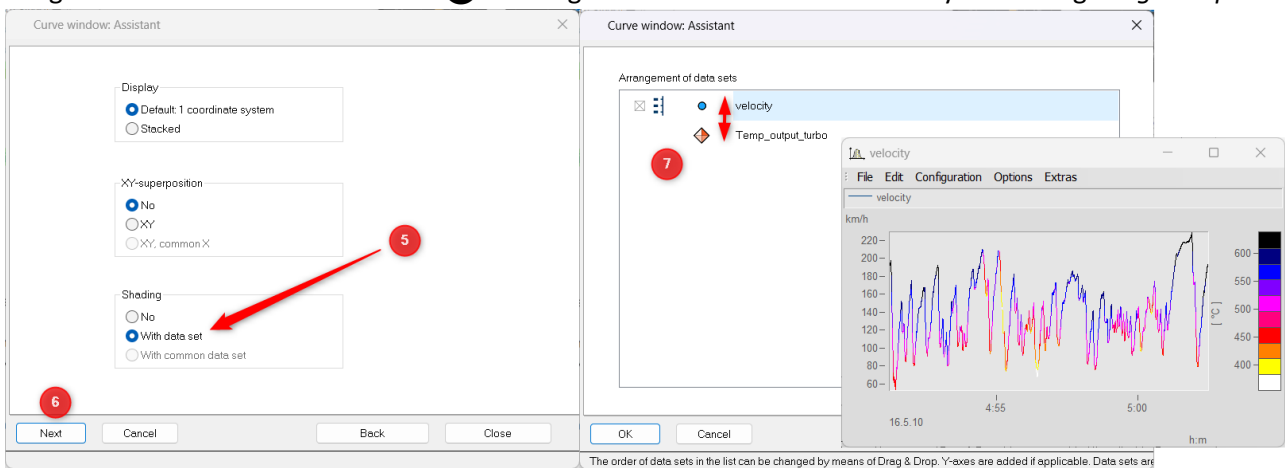 Curve window: Assistant
Display
Default: 1 coordinate system
Stacked
XY-superposition
No
XY
XY, common X
5
Shading
No
With data set
With common data set
6
Next
Cancel
Back
Close
Curve window: Assistant
Arrangement of data sets
velocity
Temp_output_turbo
7
OK
Cancel
The order of data sets in the list can be changed by means of Drag & Drop. Y-axes are added if applicable. Data sets are
velocity
File Edit Configuration Options Extras
velocity
km/h
220
200
180
160
140
120
100
80
60
4:55
5:00
16.5.10
h:m
600
550
500
450
400
[°C]